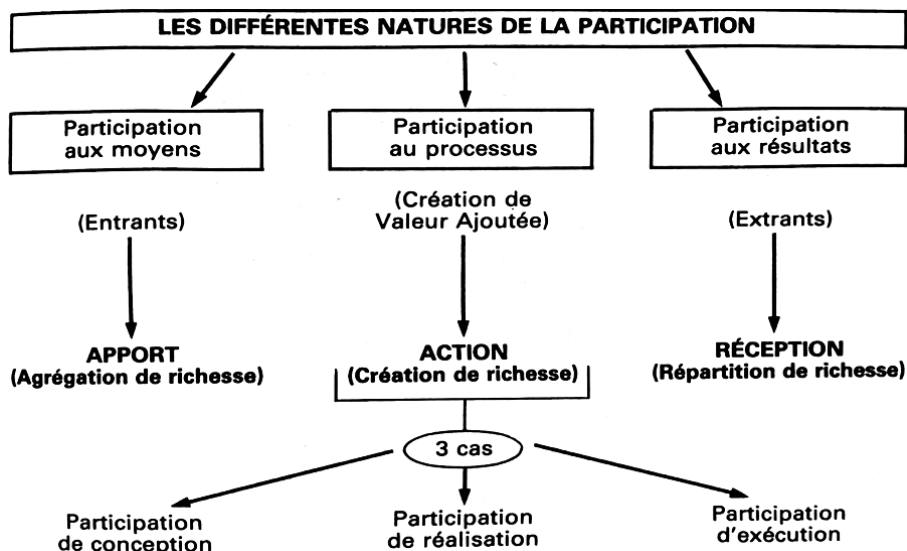 LES DIFFÉRENTES NATURES DE LA PARTICIPATION
Participation
aux moyens
Participation
au processus
Participation
aux résultats
(Entrants)
(Création de
Valeur Ajoutée)
(Extrants)
APPORT
(Agrégation de richesse)
ACTION
(Création de richesse)
RÉCEPTION
(Répartition de richesse)
3 cas
Participation
de conception
Participation
de réalisation
Participation
d'exécution